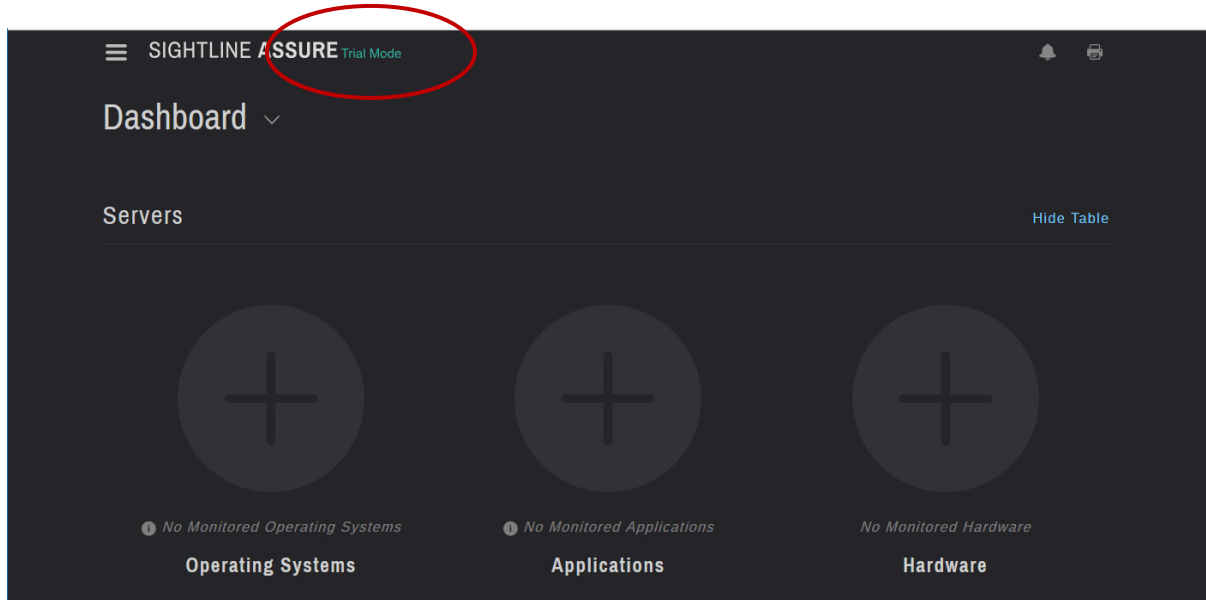 SIGHTLINE ASSURE Trial Mode
Dashboard
Servers
Hide Table
No Monitored Operating Systems
No Monitored Applications
No Monitored Hardware
Operating Systems
Applications
Hardware